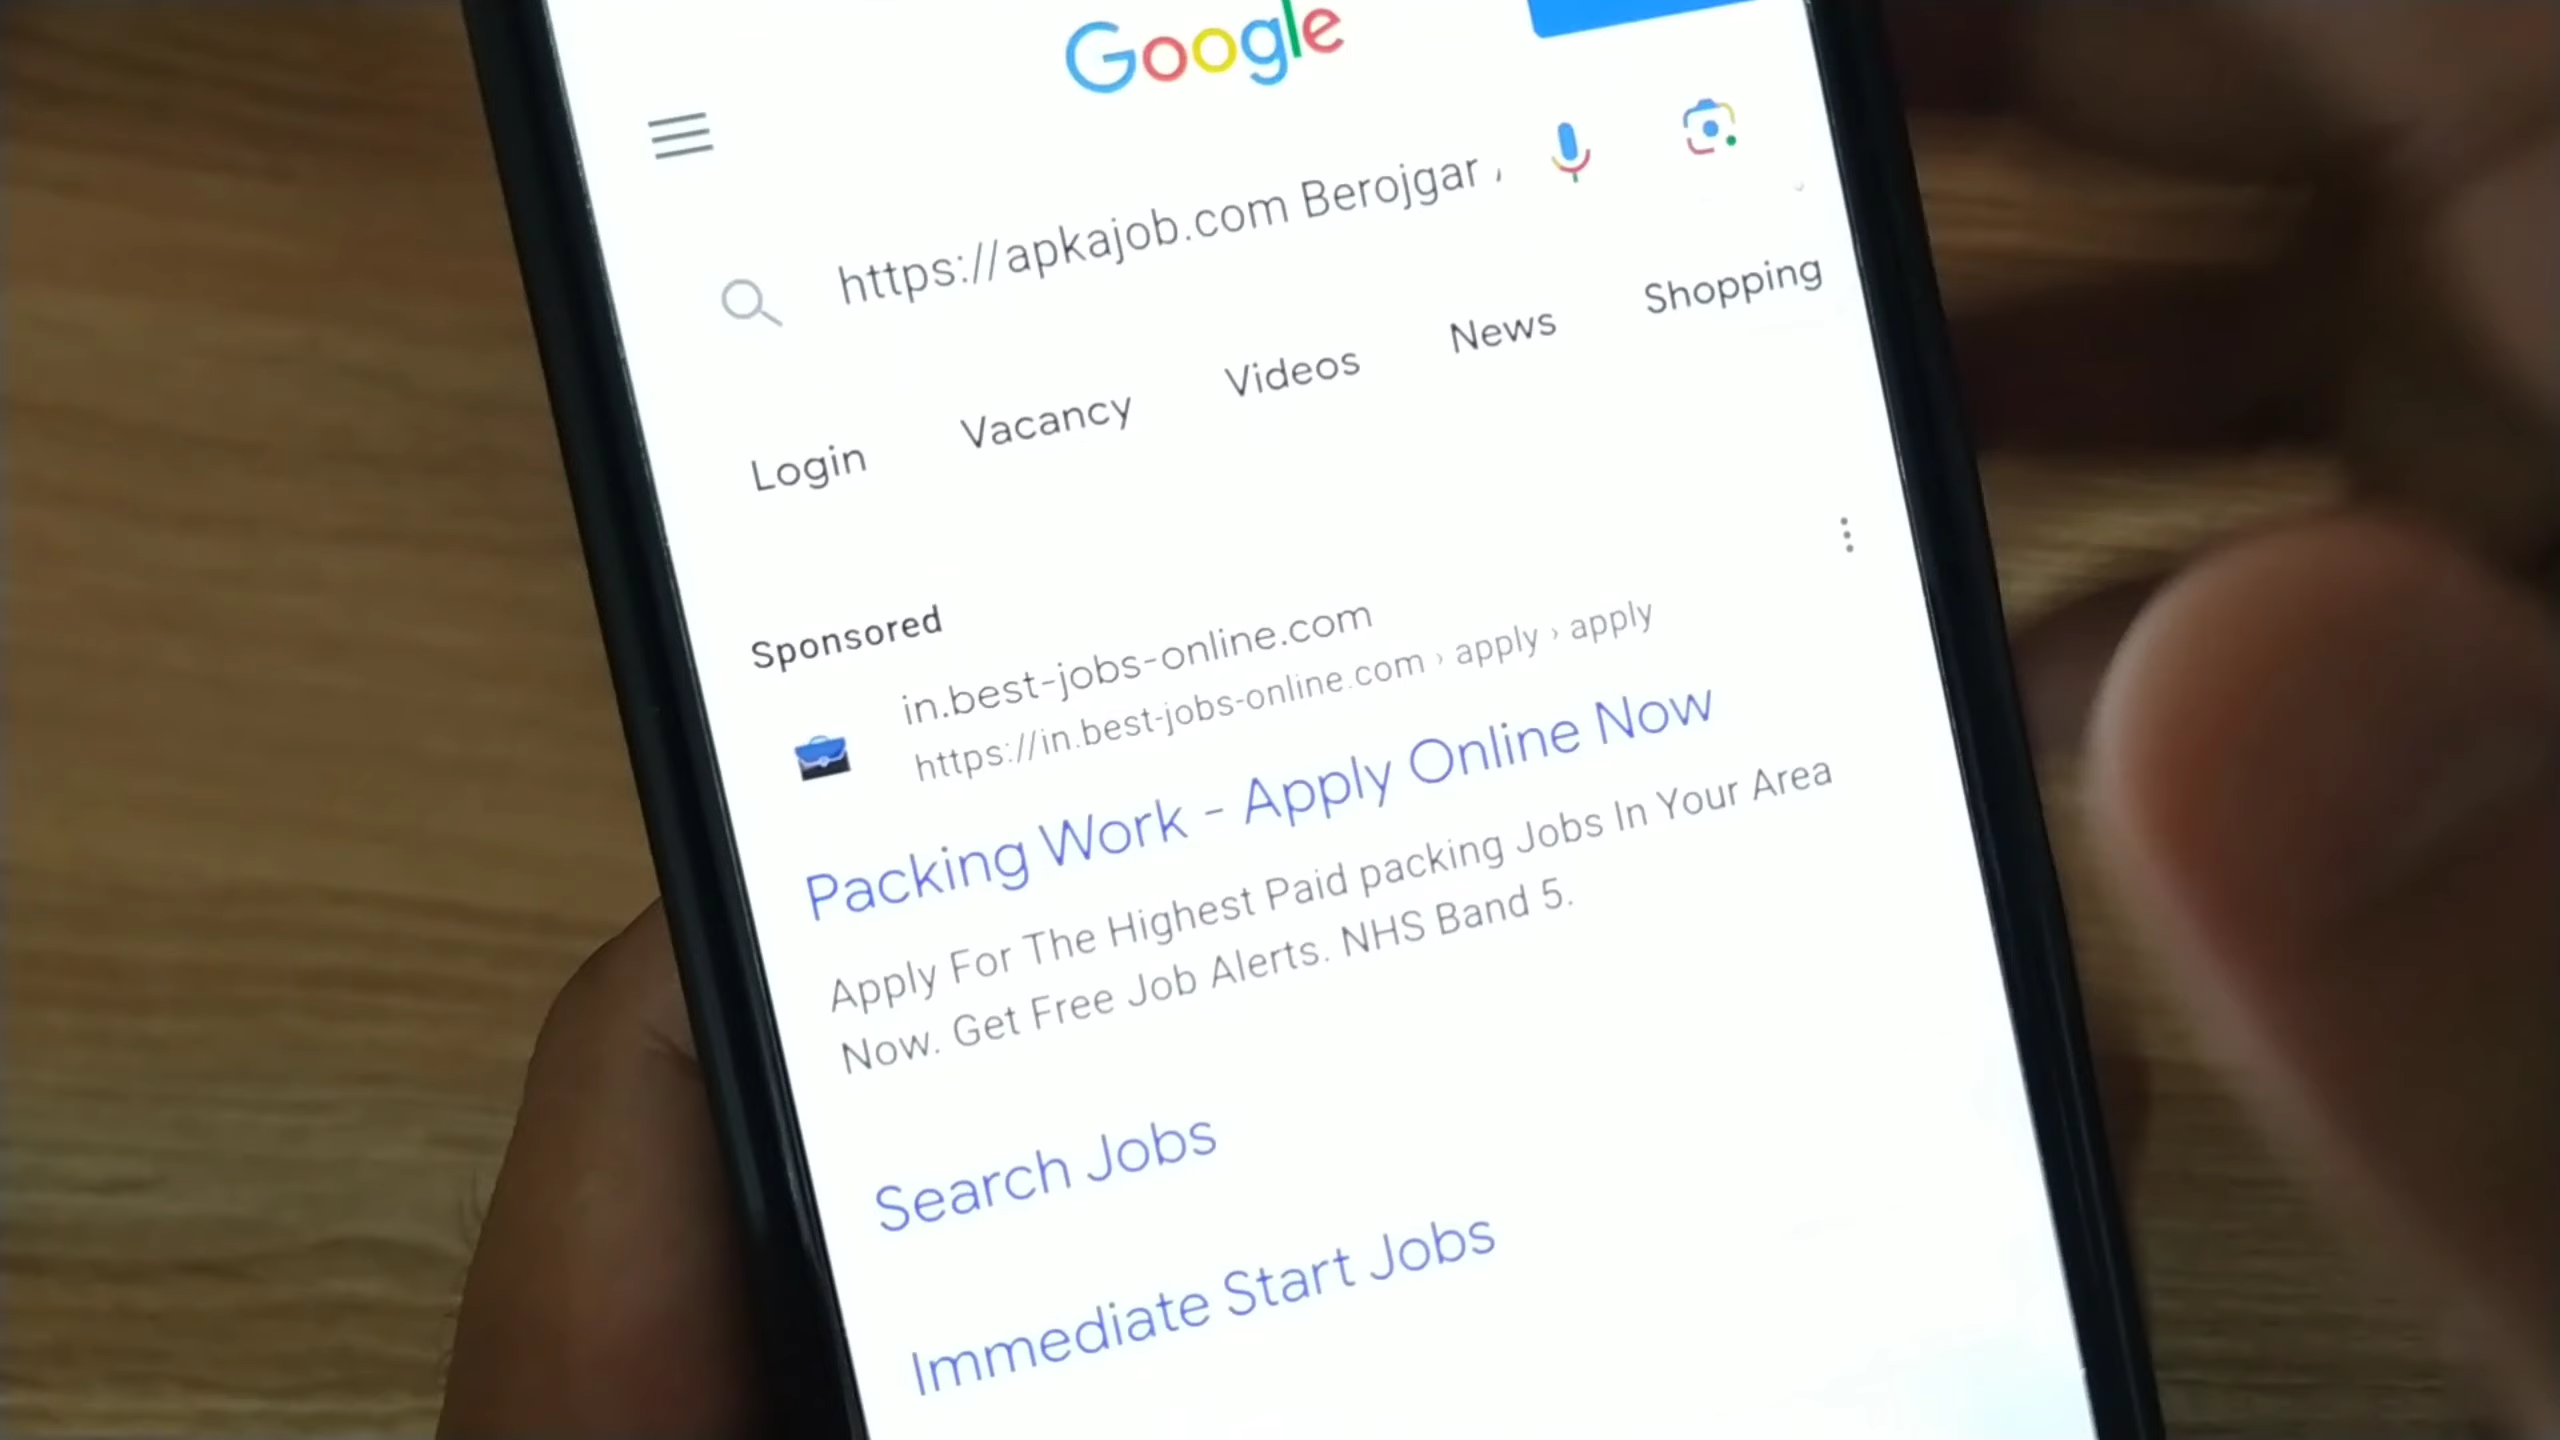 Google
https://apkajob.com Berojgar
Login Vacancy Videos News Shopping
Sponsored
in.best-jobs-online.com
https://in.best-jobs-online.com › apply › apply
Packing Work - Apply Online Now
Apply For The Highest Paid packing Jobs In Your Area
Now. Get Free Job Alerts. NHS Band 5.
Search Jobs
Immediate Start Jobs